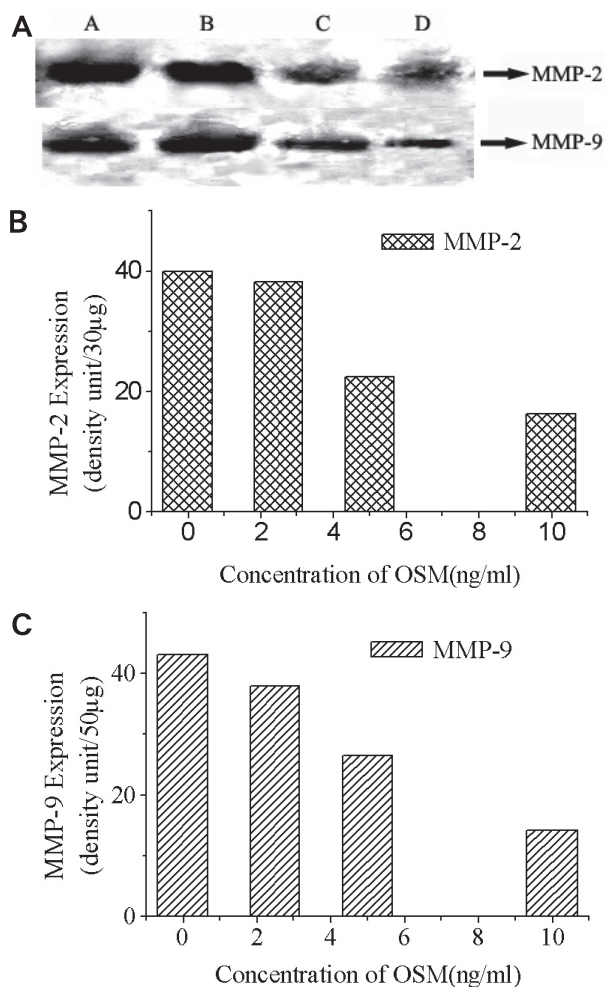 A
A B C D
MMP-2
MMP-9
B
MMP-2
40
20
0
MMP-2 Expression
(density unit/30μg)
0 2 4 6 8 10
Concentration of OSM(ng/ml)
C
MMP-9
40
20
0
MMP-9 Expression
(density unit/50μg)
0 2 4 6 8 10
Concentration of OSM(ng/ml)